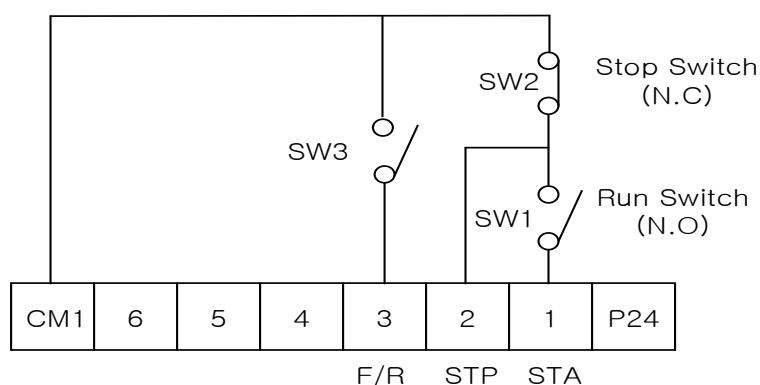 SW2
Stop Switch
(N.C)
SW3
SW1
Run Switch
(N.O)
CM1 6 5 4 3 2 1 P24
F/R STP STA